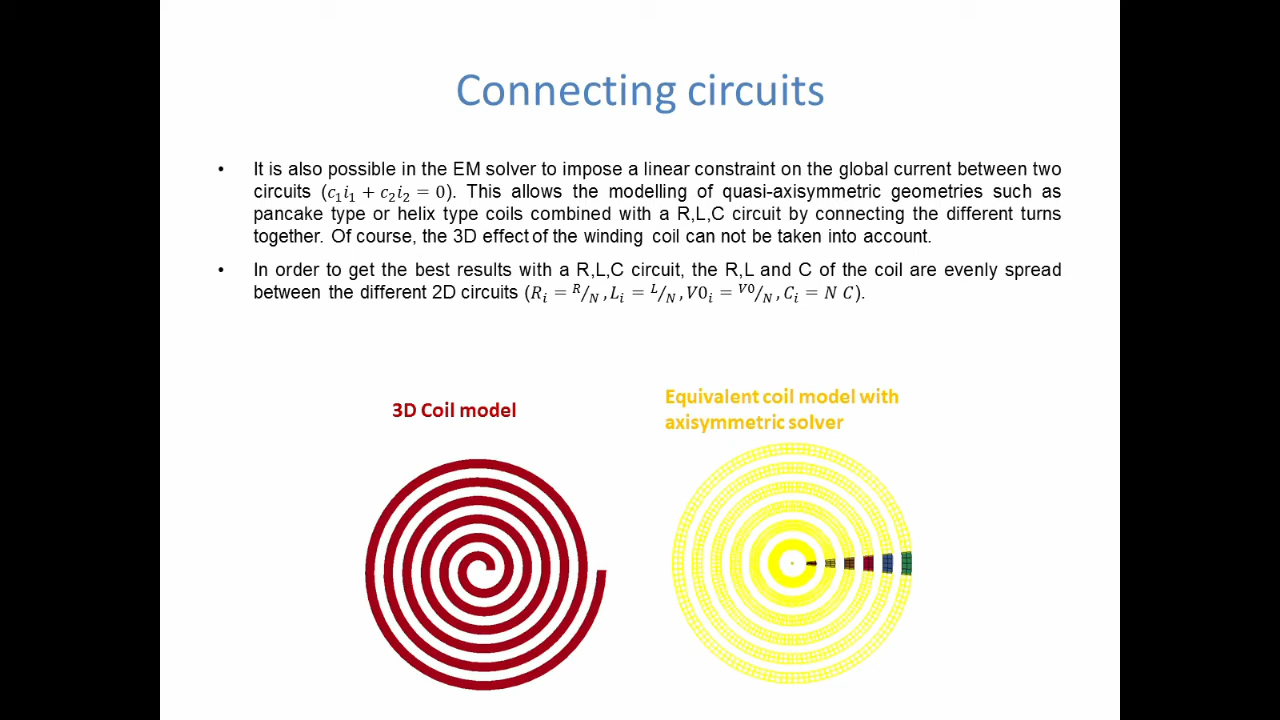 Connecting circuits
• It is also possible in the EM solver to impose a linear constraint on the global current between two
circuits (c₁i₁ + c₂i₂ = 0). This allows the modelling of quasi-axisymmetric geometries such as
pancake type or helix type coils combined with a R,L,C circuit by connecting the different turns
together. Of course, the 3D effect of the winding coil can not be taken into account.
• In order to get the best results with a R,L,C circuit, the R,L and C of the coil are evenly spread
between the different 2D circuits (Rᵢ = R/N, Lᵢ = L/N, V0ᵢ = V0/N, Cᵢ = N C).
3D Coil model
Equivalent coil model with
axisymmetric solver